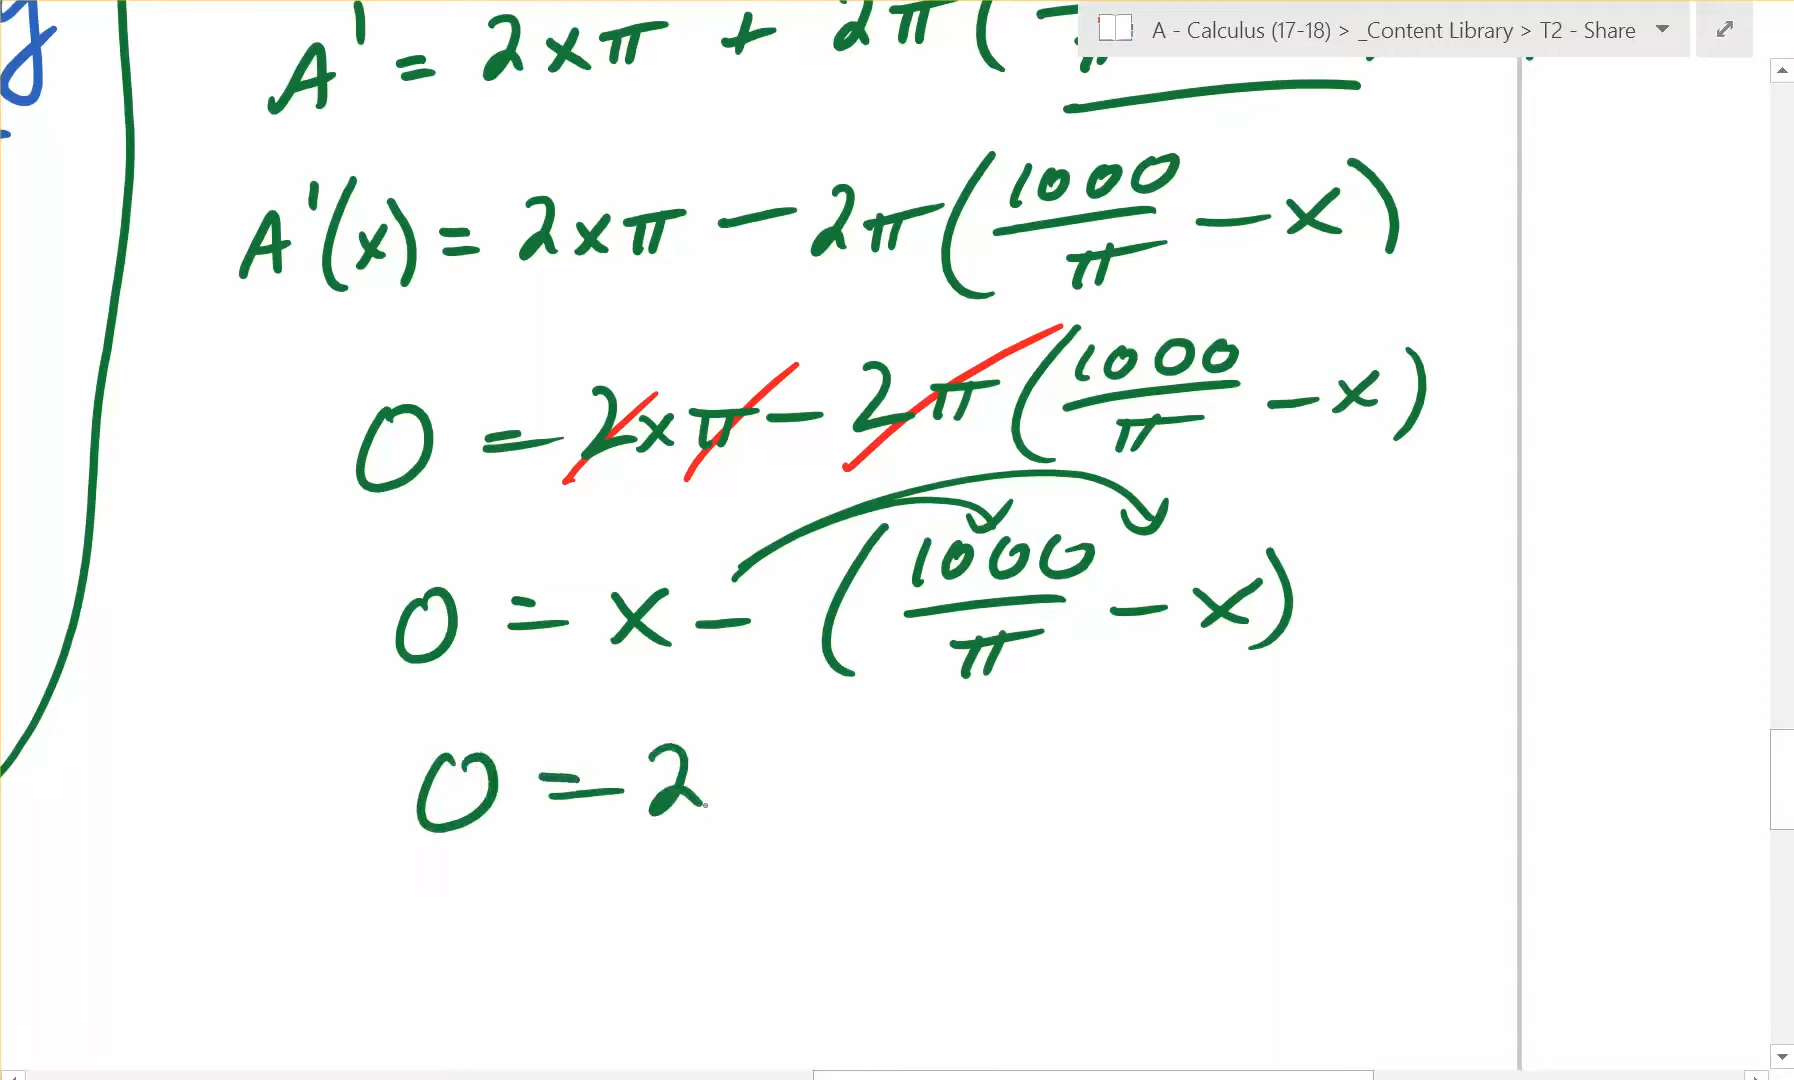 A' = 2xπ + 2π(
A - Calculus (17-18) > _Content Library > T2 - Share
A'(x) = 2xπ - 2π(1000/π - x)
0 = 2xπ - 2π(1000/π - x)
0 = x - (1000/π - x)
0 = 2